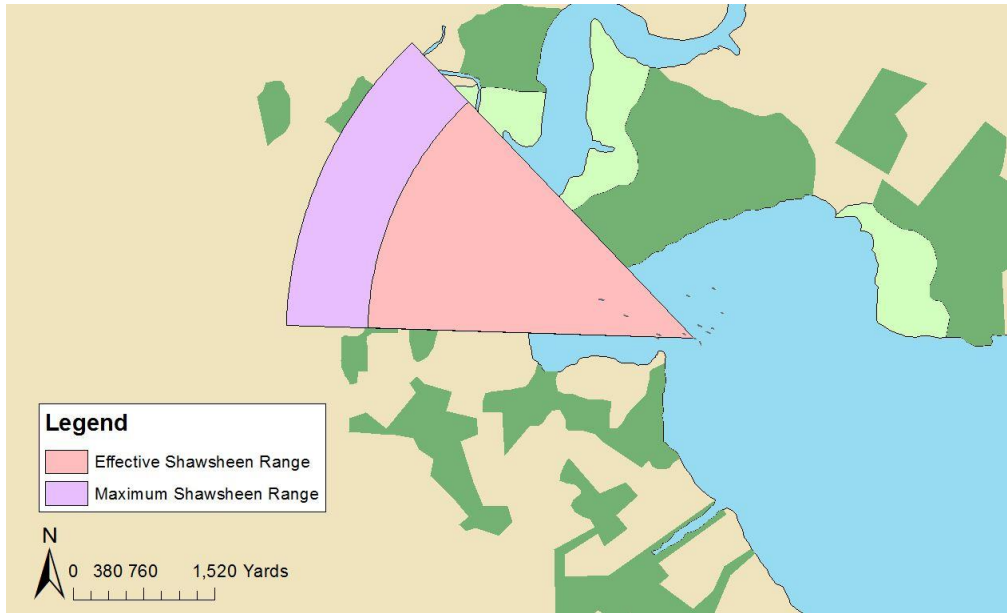 Legend
Effective Shawsheen Range
Maximum Shawsheen Range
N
0 380 760 1,520 Yards